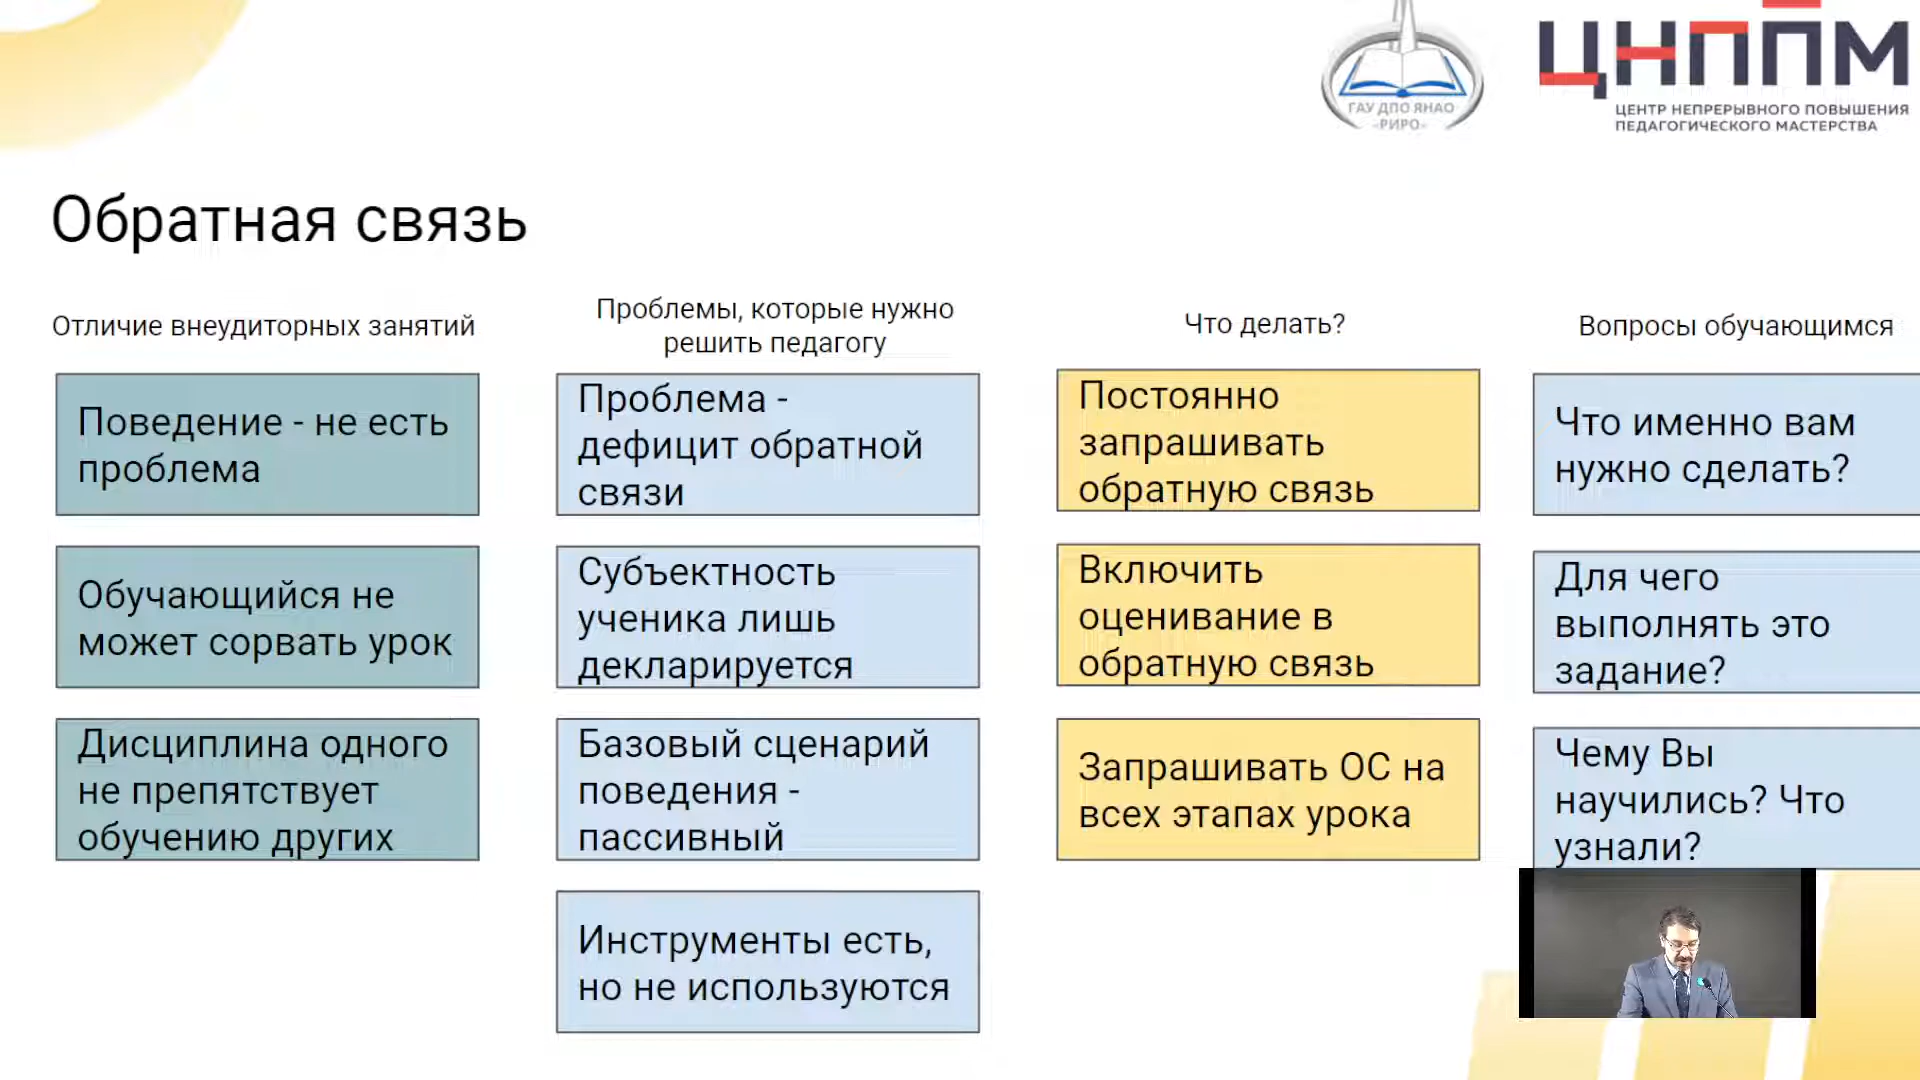 ГАУ ДПО ЯНАО
«РИРО»
ЦНППМ
ЦЕНТР НЕПРЕРЫВНОГО ПОВЫШЕНИЯ
ПЕДАГОГИЧЕСКОГО МАСТЕРСТВА
Обратная связь
Отличие внеудиторных занятий
Поведение - не есть
проблема
Обучающийся не
может сорвать урок
Дисциплина одного
не препятствует
обучению других
Проблемы, которые нужно
решить педагогу
Проблема -
дефицит обратной
связи
Субъектность
ученика лишь
декларируется
Базовый сценарий
поведения -
пассивный
Инструменты есть,
но не используются
Что делать?
Постоянно
запрашивать
обратную связь
Включить
оценивание в
обратную связь
Запрашивать ОС на
всех этапах урока
Вопросы обучающимся
Что именно вам
нужно сделать?
Для чего
выполнять это
задание?
Чему Вы
научились? Что
узнали?